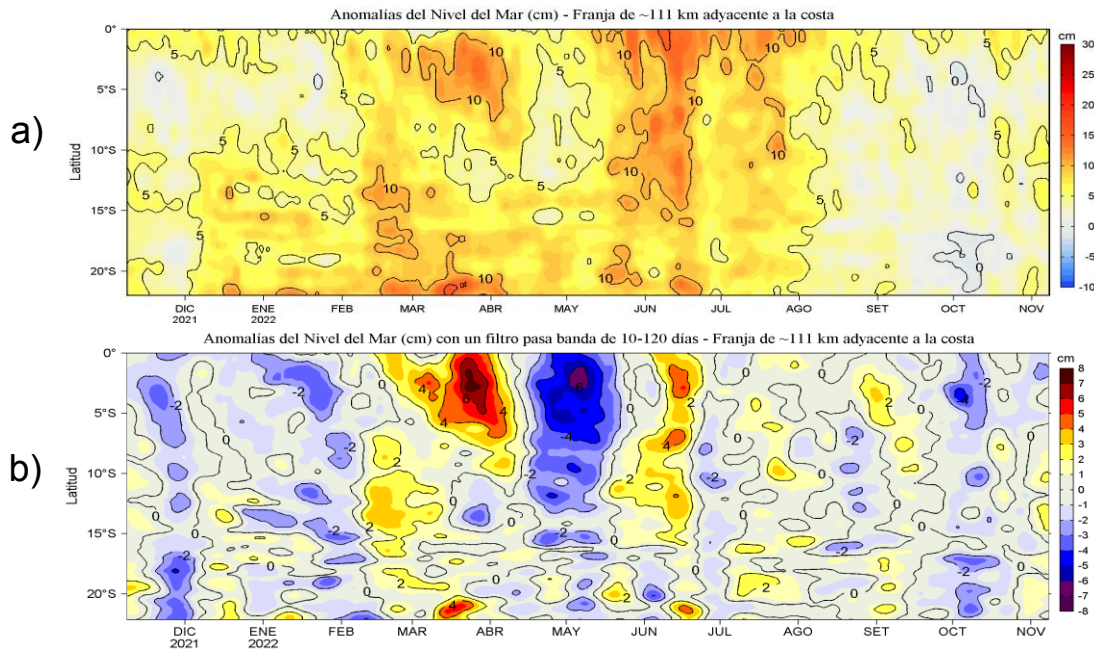 a)
Anomalías del Nivel del Mar (cm) - Franja de ~111 km adyacente a la costa
Latitud
0°
5°S
10°S
15°S
20°S
DIC
2021
ENE
2022
FEB
MAR
ABR
MAY
JUN
JUL
AGO
SET
OCT
NOV
cm
30
25
20
15
10
5
0
-5
-10
b)
Anomalías del Nivel del Mar (cm) con un filtro pasa banda de 10-120 días - Franja de ~111 km adyacente a la costa
Latitud
0°
5°S
10°S
15°S
20°S
DIC
2021
ENE
2022
FEB
MAR
ABR
MAY
JUN
JUL
AGO
SET
OCT
NOV
cm
8
7
6
5
4
3
2
1
0
-1
-2
-3
-4
-5
-6
-7
-8